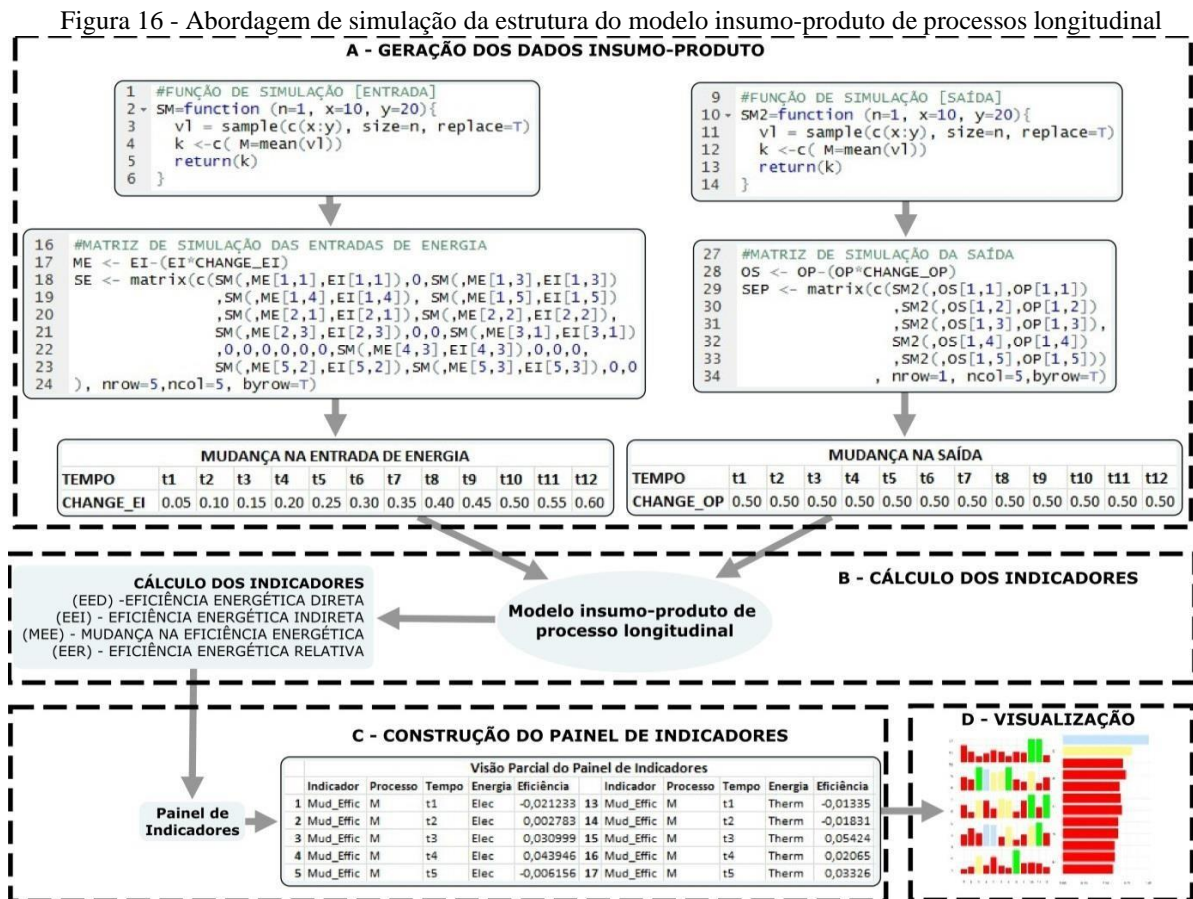 Figura 16 - Abordagem de simulação da estrutura do modelo insumo-produto de processos longitudinal
A - GERAÇÃO DOS DADOS INSUMO-PRODUTO
1 #FUNÇÃO DE SIMULAÇÃO [ENTRADA]
2 SM=function (n=1, x=10, y=20){
3 vl = sample(c(x:y), size=n, replace=T)
4 k <-c( M=mean(vl))
5 return(k)
6 }
9 #FUNÇÃO DE SIMULAÇÃO [SAÍDA]
10 SM2=function (n=1, x=10, y=20){
11 vl = sample(c(x:y), size=n, replace=T)
12 k <-c( M=mean(vl))
13 return(k)
14 }
16 #MATRIZ DE SIMULAÇÃO DAS ENTRADAS DE ENERGIA
17 ME <- EI-(EI*CHANGE_EI)
18 SE <- matrix(c(SM(,ME[1,1],EI[1,1]),0,SM(,ME[1,3],EI[1,3])
19 ,SM(,ME[1,4],EI[1,4]), SM(,ME[1,5],EI[1,5])
20 ,SM(,ME[2,1],EI[2,1]),SM(,ME[2,2],EI[2,2]),
21 SM(,ME[2,3],EI[2,3]),0,0,SM(,ME[3,1],EI[3,1])
22 ,0,0,0,0,0,0,SM(,ME[4,3],EI[4,3]),0,0,0,
23 SM(,ME[5,2],EI[5,2]),SM(,ME[5,3],EI[5,3]),0,0
24 ), nrow=5,ncol=5, byrow=T)
27 #MATRIZ DE SIMULAÇÃO DA SAÍDA
28 OS <- OP-(OP*CHANGE_OP)
29 SEP <- matrix(c(SM2(,OS[1,1],OP[1,1])
30 ,SM2(,OS[1,2],OP[1,2])
31 ,SM2(,OS[1,3],OP[1,3]),
32 SM2(,OS[1,4],OP[1,4])
33 ,SM2(,OS[1,5],OP[1,5]))
34 , nrow=1, ncol=5,byrow=T)
MUDANÇA NA ENTRADA DE ENERGIA
TEMPO t1 t2 t3 t4 t5 t6 t7 t8 t9 t10 t11 t12
CHANGE_EI 0.05 0.10 0.15 0.20 0.25 0.30 0.35 0.40 0.45 0.50 0.55 0.60
MUDANÇA NA SAÍDA
TEMPO t1 t2 t3 t4 t5 t6 t7 t8 t9 t10 t11 t12
CHANGE_OP 0.50 0.50 0.50 0.50 0.50 0.50 0.50 0.50 0.50 0.50 0.50 0.50
B - CÁLCULO DOS INDICADORES
CÁLCULO DOS INDICADORES
(EED) -EFICIÊNCIA ENERGÉTICA DIRETA
(EEI) - EFICIÊNCIA ENERGÉTICA INDIRETA
(MEE) - MUDANÇA NA EFICIÊNCIA ENERGÉTICA
(EER) - EFICIÊNCIA ENERGÉTICA RELATIVA
Modelo insumo-produto de
processo longitudinal
C - CONSTRUÇÃO DO PAINEL DE INDICADORES
Painel de
Indicadores
Visão Parcial do Painel de Indicadores
Indicador Processo Tempo Energia Eficiência Indicador Processo Tempo Energia Eficiência
1 Mud_Effic M t1 Elec -0,021233 13 Mud_Effic M t1 Therm -0,01335
2 Mud_Effic M t2 Elec 0,002783 14 Mud_Effic M t2 Therm -0,01831
3 Mud_Effic M t3 Elec 0,030999 15 Mud_Effic M t3 Therm 0,05424
4 Mud_Effic M t4 Elec 0,043946 16 Mud_Effic M t4 Therm 0,02065
5 Mud_Effic M t5 Elec -0,006156 17 Mud_Effic M t5 Therm 0,03326
D - VISUALIZAÇÃO